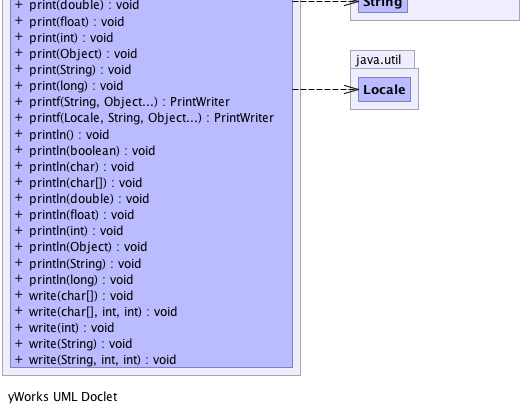 + print(double) : void
+ print(float) : void
+ print(int) : void
+ print(Object) : void
+ print(String) : void
+ print(long) : void
+ printf(String, Object...) : PrintWriter
+ printf(Locale, String, Object...) : PrintWriter
+ println() : void
+ println(boolean) : void
+ println(char) : void
+ println(char[]) : void
+ println(double) : void
+ println(float) : void
+ println(int) : void
+ println(Object) : void
+ println(String) : void
+ println(long) : void
+ write(char[]) : void
+ write(char[], int, int) : void
+ write(int) : void
+ write(String) : void
+ write(String, int, int) : void
String
java.util
Locale
yWorks UML Doclet